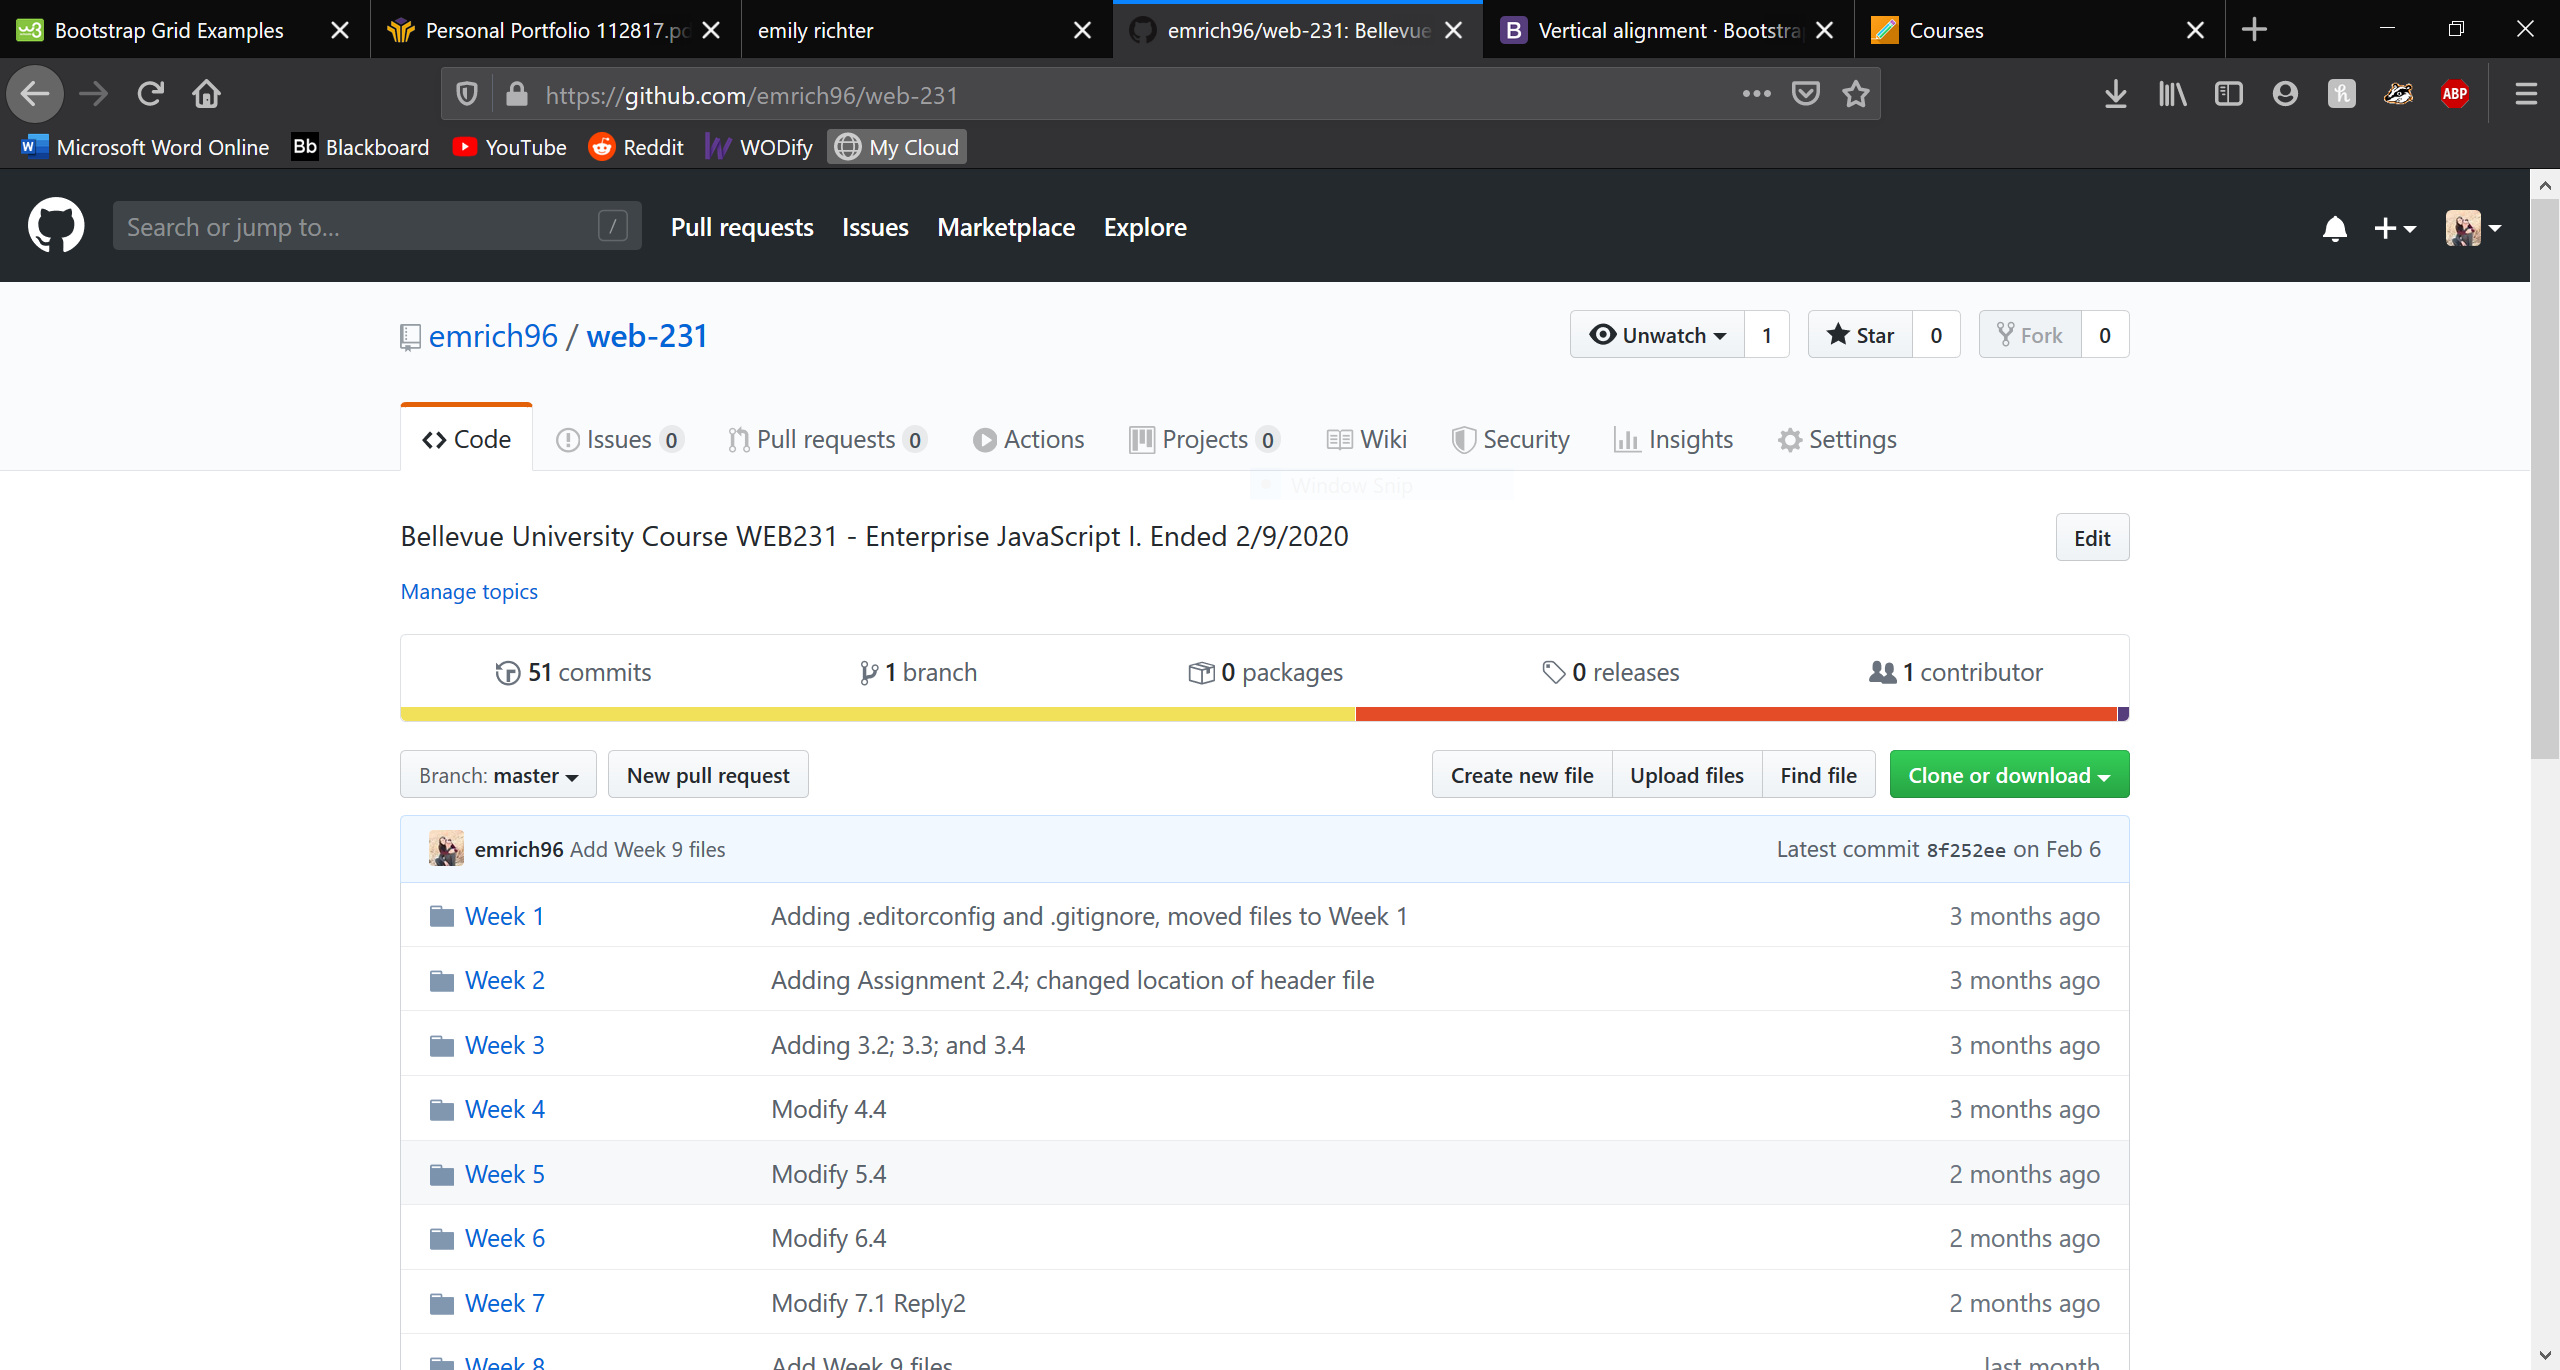 Bootstrap Grid Examples
Personal Portfolio 112817.pd
emily richter
emrich96/web-231: Bellevue
Vertical alignment · Bootstra
Courses
https://github.com/emrich96/web-231
ABP
Microsoft Word Online
Bb Blackboard
YouTube
Reddit
WODify
My Cloud
Search or jump to... /
Pull requests
Issues
Marketplace
Explore
emrich96 / web-231
Unwatch 1
Star 0
Fork 0
Code
Issues 0
Pull requests 0
Actions
Projects 0
Wiki
Security
Insights
Settings
Window Snip
Bellevue University Course WEB231 - Enterprise JavaScript I. Ended 2/9/2020
Edit
Manage topics
51 commits
1 branch
0 packages
0 releases
1 contributor
Branch: master
New pull request
Create new file
Upload files
Find file
Clone or download
emrich96 Add Week 9 files
Latest commit 8f252ee on Feb 6
Week 1 Adding .editorconfig and .gitignore, moved files to Week 1 3 months ago
Week 2 Adding Assignment 2.4; changed location of header file 3 months ago
Week 3 Adding 3.2; 3.3; and 3.4 3 months ago
Week 4 Modify 4.4 3 months ago
Week 5 Modify 5.4 2 months ago
Week 6 Modify 6.4 2 months ago
Week 7 Modify 7.1 Reply2 2 months ago
Week 8 Add Week 9 files last month